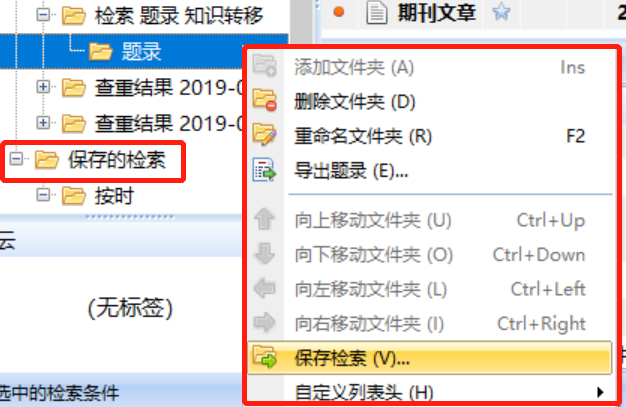 检索 题录 知识转移
题录
查重结果 2019-0
查重结果 2019-0
保存的检索
按时
云
(无标签)
选中的检索条件
期刊文章
2
添加文件夹 (A) Ins
删除文件夹 (D)
重命名文件夹 (R) F2
导出题录 (E)...
向上移动文件夹 (U) Ctrl+Up
向下移动文件夹 (O) Ctrl+Down
向左移动文件夹 (L) Ctrl+Left
向右移动文件夹 (I) Ctrl+Right
保存检索 (V)...
自定义列表头 (H)